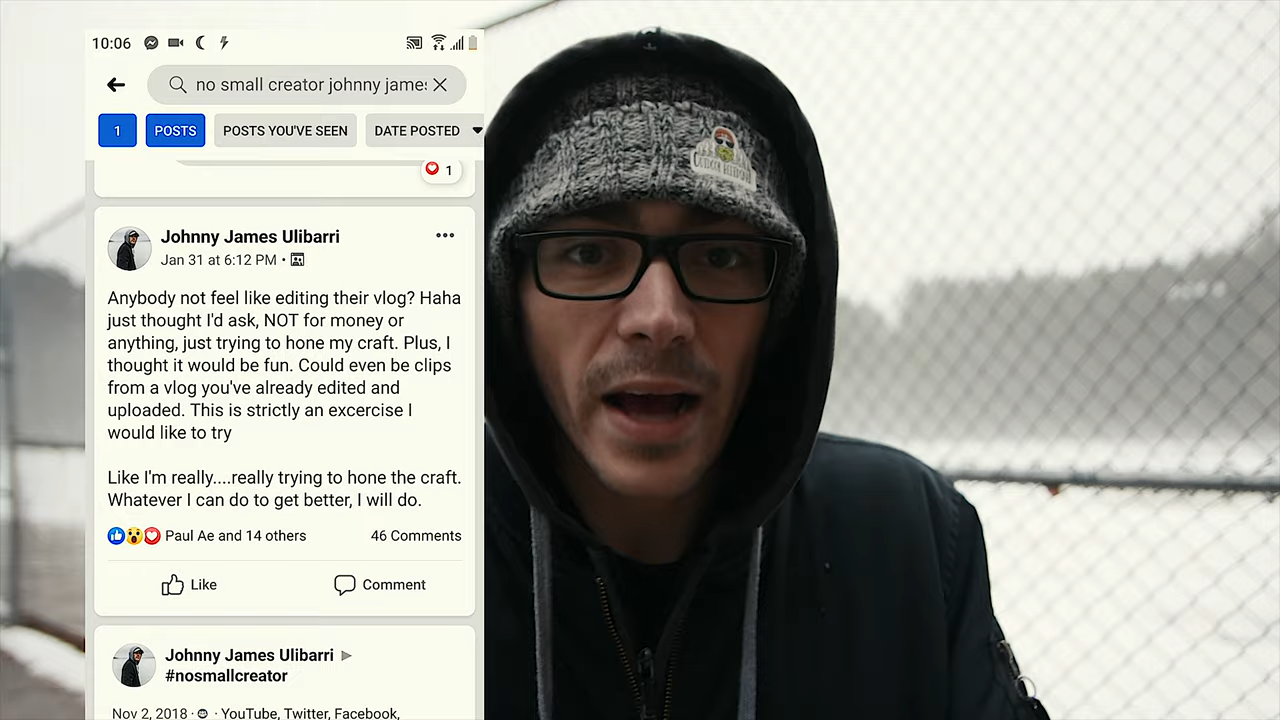 10:06
no small creator johnny james
1
POSTS
POSTS YOU'VE SEEN
DATE POSTED
1
Johnny James Ulibarri
Jan 31 at 6:12 PM •
Anybody not feel like editing their vlog? Haha
just thought I'd ask, NOT for money or
anything, just trying to hone my craft. Plus, I
thought it would be fun. Could even be clips
from a vlog you've already edited and
uploaded. This is strictly an excercise I
would like to try
Like I'm really....really trying to hone the craft.
Whatever I can do to get better, I will do.
Paul Ae and 14 others
46 Comments
Like
Comment
Johnny James Ulibarri
#nosmallcreator
Nov 2, 2018 · · YouTube, Twitter, Facebook,